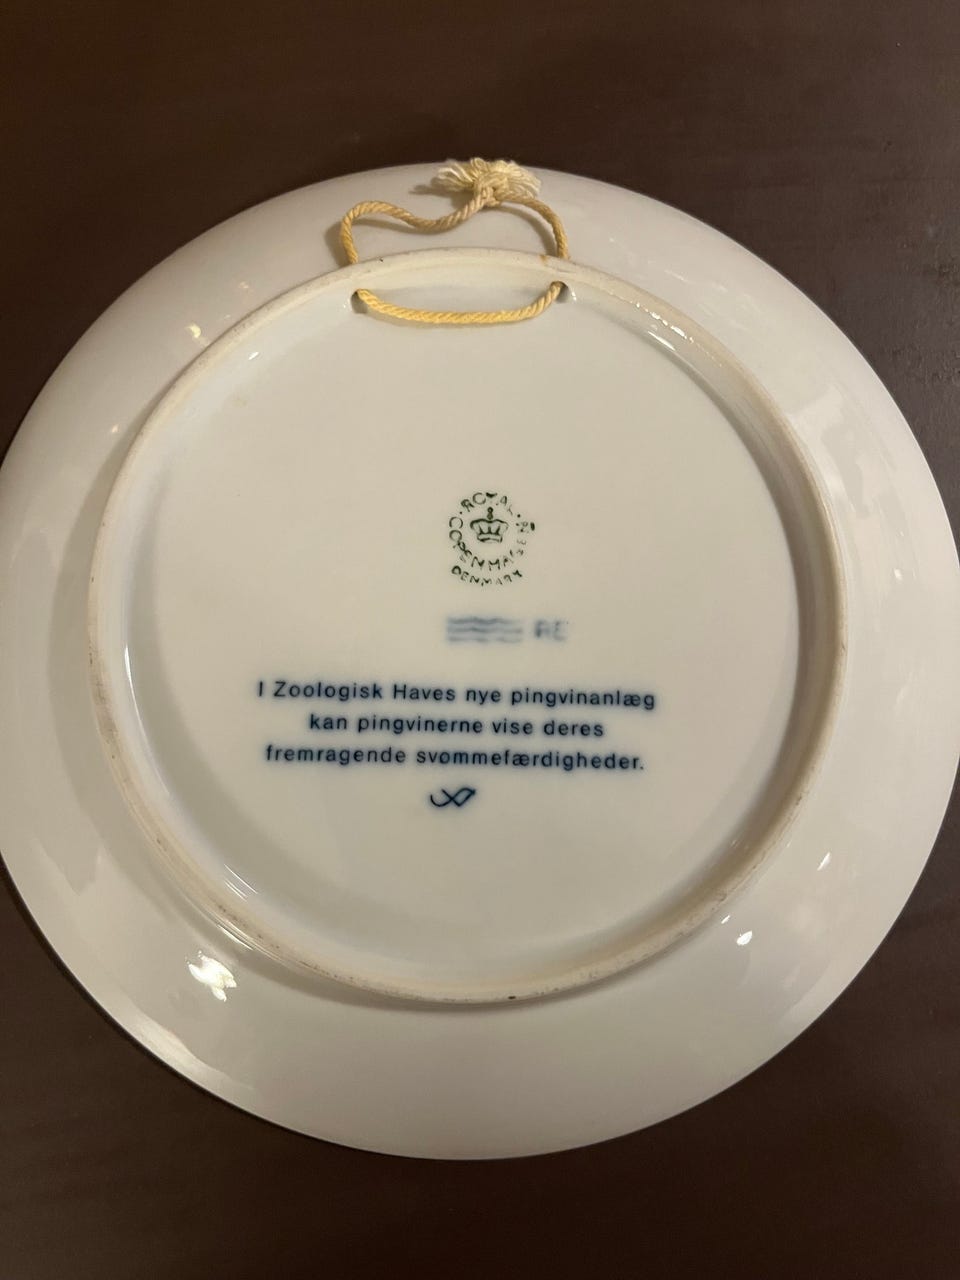 ROYAL
COPENHAGEN
DENMARK
I Zoologisk Haves nye pingvinanlæg
kan pingvinerne vise deres
fremragende svømmefærdigheder.